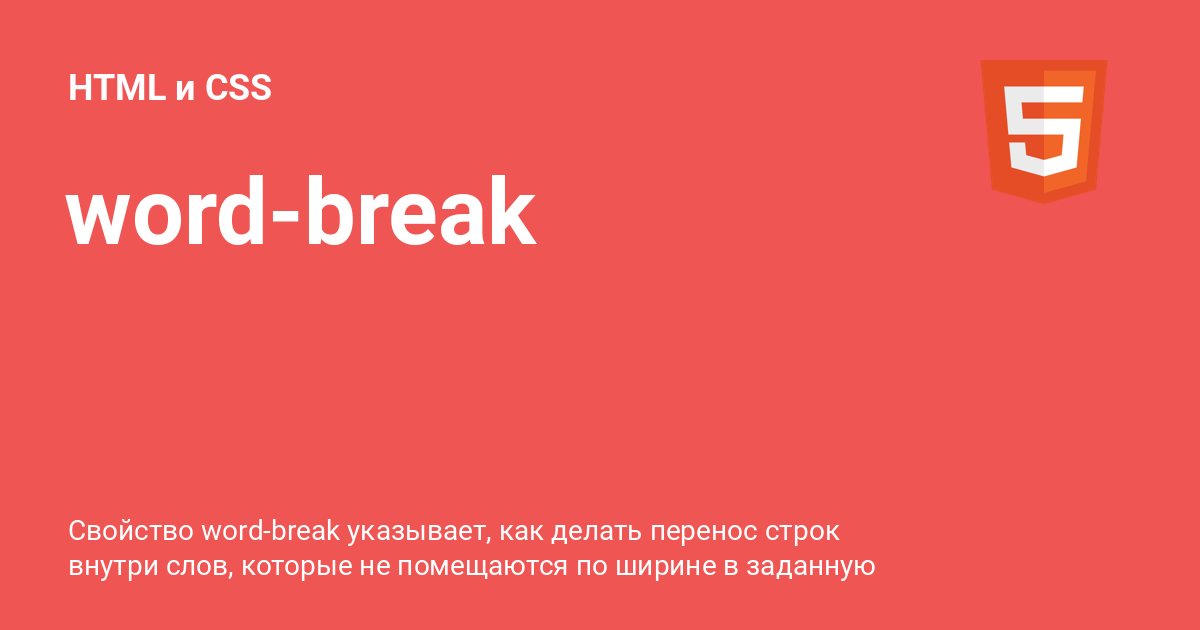 HTML и CSS
word-break
Свойство word-break указывает, как делать перенос строк
внутри слов, которые не помещаются по ширине в заданную